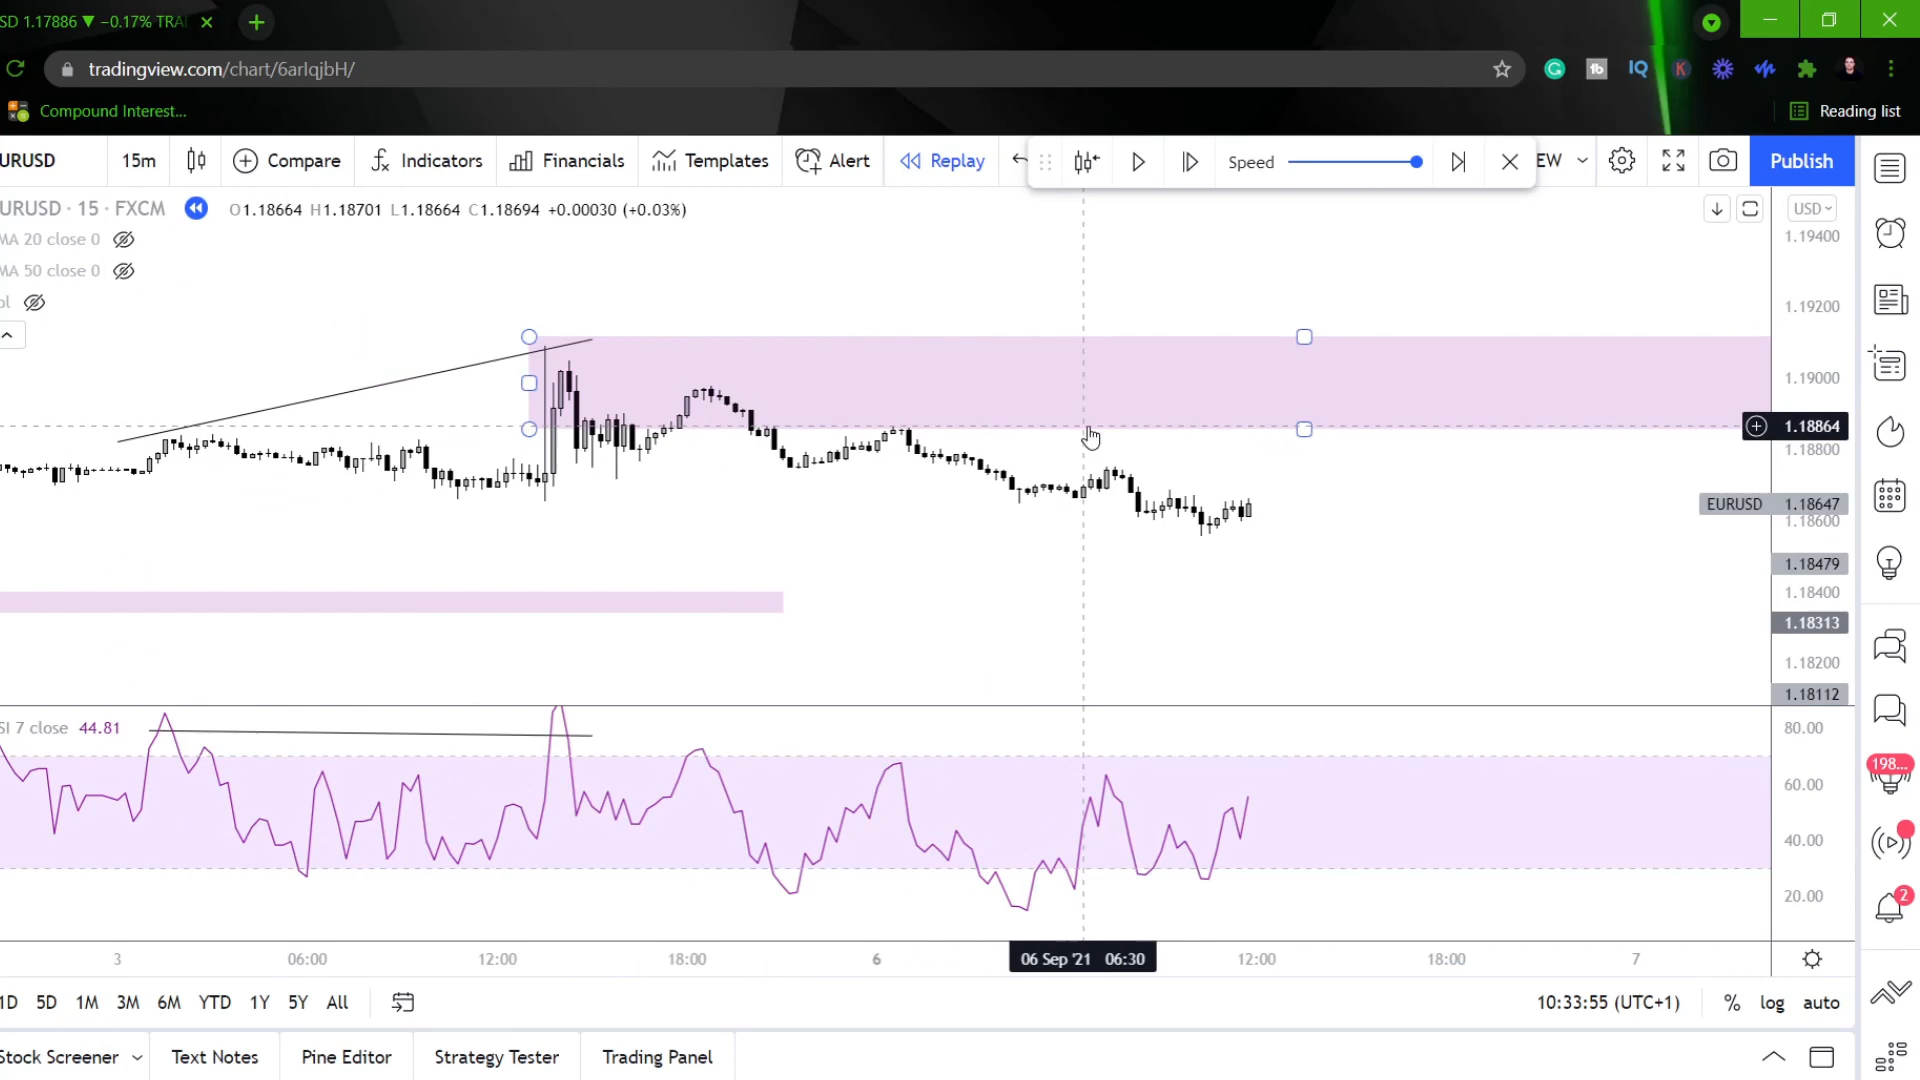 SD 1.17886 ▼ −0.17% TRA
tradingview.com/chart/6arIqjbH/
IQ K
Compound Interest...
Reading list
URUSD 15m Compare Indicators Financials Templates Alert Replay Speed EW Publish
URUSD · 15 · FXCM O1.18664 H1.18701 L1.18664 C1.18694 +0.00030 (+0.03%)
USD
MA 20 close 0
MA 50 close 0
ol
1.19400
1.19200
1.19000
1.18864
1.18800
EURUSD 1.18647
1.18600
1.18479
1.18400
1.18313
1.18200
1.18112
SI 7 close 44.81
80.00
60.00
40.00
20.00
198...
2
3 06:00 12:00 18:00 6 06 Sep '21 06:30 12:00 18:00 7
1D 5D 1M 3M 6M YTD 1Y 5Y All
10:33:55 (UTC+1) % log auto
Stock Screener Text Notes Pine Editor Strategy Tester Trading Panel